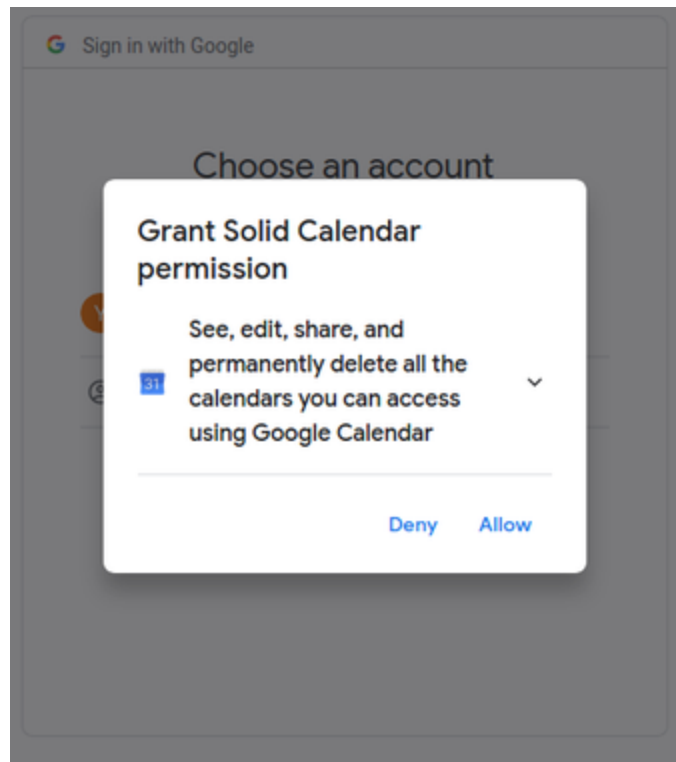 Sign in with Google
Choose an account
Grant Solid Calendar
permission
See, edit, share, and
permanently delete all the
31
calendars you can access
using Google Calendar
Deny Allow